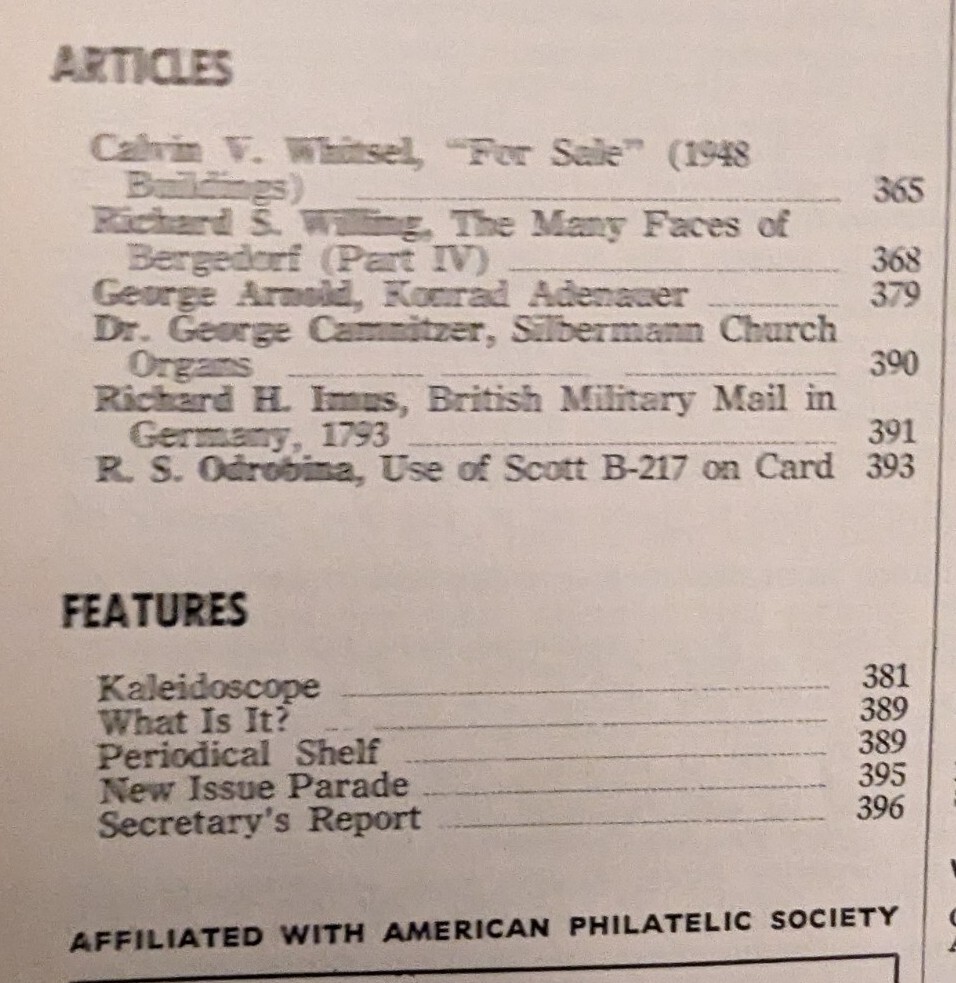 ARTICLES
Calvin V. Whitsel, "For Sale" (1948
Buildings) 365
Richard S. Willing, The Many Faces of
Bergedorf (Part IV) 368
George Arnold, Konrad Adenauer 379
Dr. George Camnitzer, Silbermann Church
Organs 390
Richard H. Imus, British Military Mail in
Germany, 1793 391
R. S. Odrobina, Use of Scott B-217 on Card 393
FEATURES
Kaleidoscope 381
What Is It? 389
Periodical Shelf 389
New Issue Parade 395
Secretary's Report 396
AFFILIATED WITH AMERICAN PHILATELIC SOCIETY